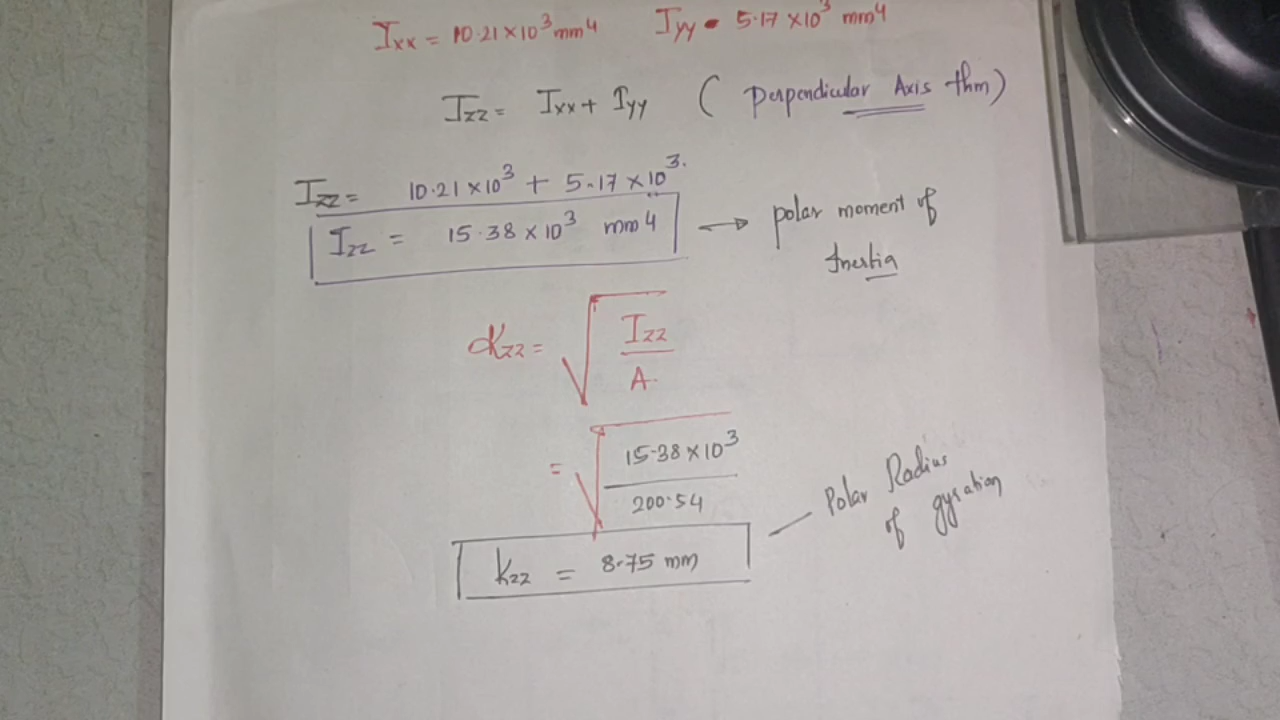 Ixx = 10.21 × 10³ mm4   Iyy = 5.17 × 10³ mm4
Izz = Ixx + Iyy   ( perpendicular Axis thm)
Izz = 10.21 × 10³ + 5.17 × 10³.
Izz = 15.38 × 10³ mm4 → polar moment of
Inertia
Kzz = √ Izz / A.
= √ 15.38 × 10³ / 200.54
Kzz = 8.75 mm — Polar Radius
of gyration